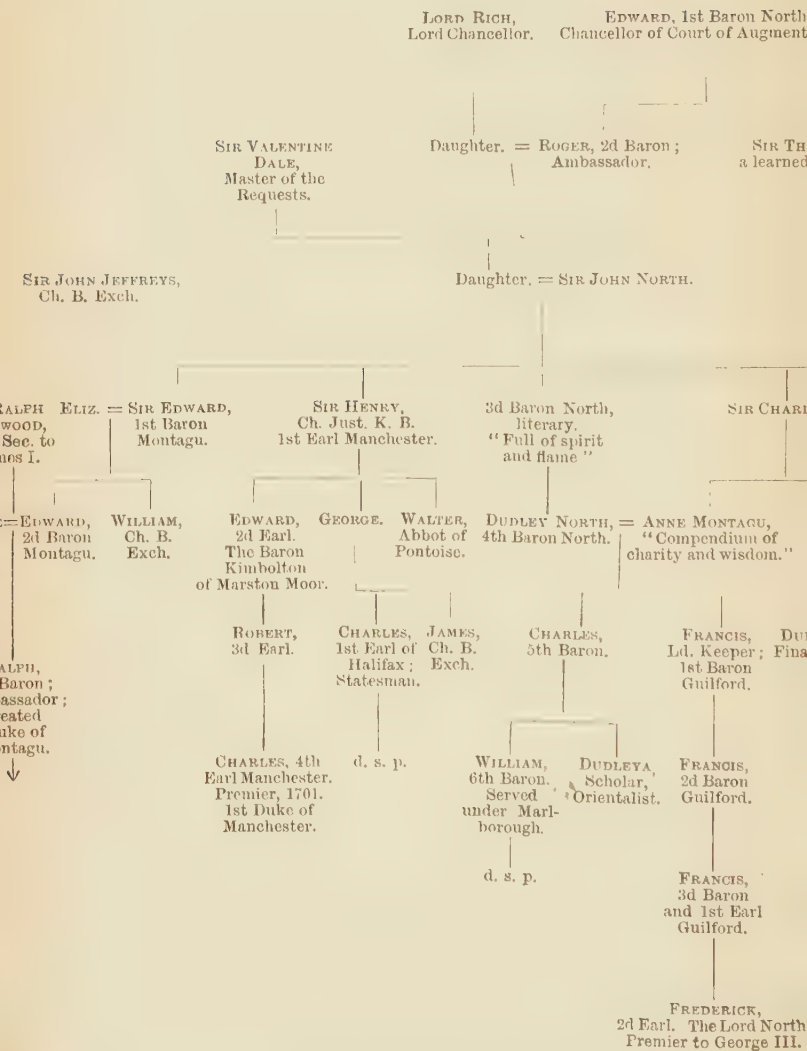 LORD RICH,
Lord Chancellor.
EDWARD, 1st Baron North
Chancellor of Court of Augment
SIR VALENTINE
DALE,
Master of the
Requests.
Daughter. = ROGER, 2d Baron;
Ambassador.
SIR TH
a learned
SIR JOHN JEFFREYS,
Ch. B. Exch.
Daughter. = SIR JOHN NORTH.
RALPH
WOOD,
Sec. to
mes I.
ELIZ. = SIR EDWARD,
1st Baron
Montagu.
SIR HENRY,
Ch. Just. K. B.
1st Earl Manchester.
3d Baron North,
literary.
"Full of spirit
and flame"
SIR CHARL
=EDWARD,
2d Baron
Montagu.
WILLIAM,
Ch. B.
Exch.
EDWARD,
2d Earl.
The Baron
Kimbolton
of Marston Moor.
GEORGE.
WALTER,
Abbot of
Pontoise.
DUDLEY NORTH, = ANNE MONTAGU,
4th Baron North.
"Compendium of
charity and wisdom."
ALPH,
Baron;
assador;
eated
uke of
ntagu.
ROBERT,
3d Earl.
CHARLES,
1st Earl of
Halifax;
Statesman.
JAMES,
Ch. B.
Exch.
CHARLES,
5th Baron.
FRANCIS,
Ld. Keeper;
1st Baron
Guilford.
DU
Fina
CHARLES, 4th
Earl Manchester.
Premier, 1701.
1st Duke of
Manchester.
d. s. p.
WILLIAM,
6th Baron.
Served
under Marl-
borough.
DUDLEYA
Scholar,
Orientalist.
FRANCIS,
2d Baron
Guilford.
d. s. p.
FRANCIS,
3d Baron
and 1st Earl
Guilford.
FREDERICK,
2d Earl. The Lord North
Premier to George III.